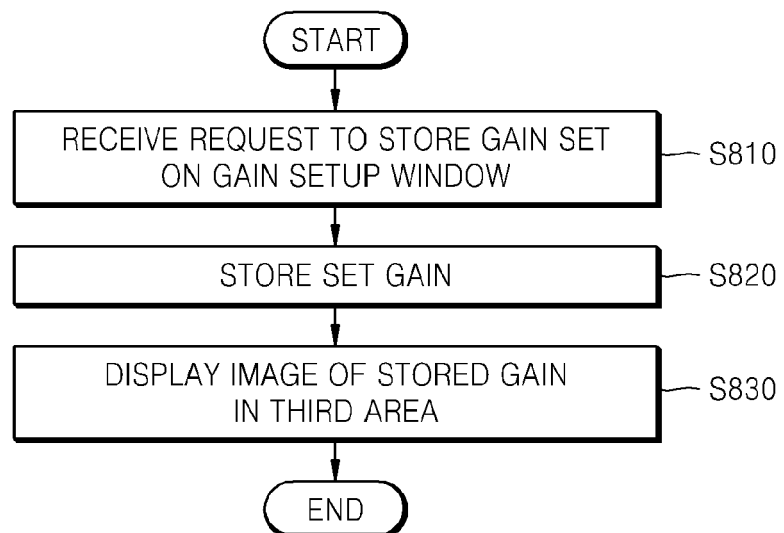 START
RECEIVE REQUEST TO STORE GAIN SET
ON GAIN SETUP WINDOW
S810
STORE SET GAIN
S820
DISPLAY IMAGE OF STORED GAIN
IN THIRD AREA
S830
END